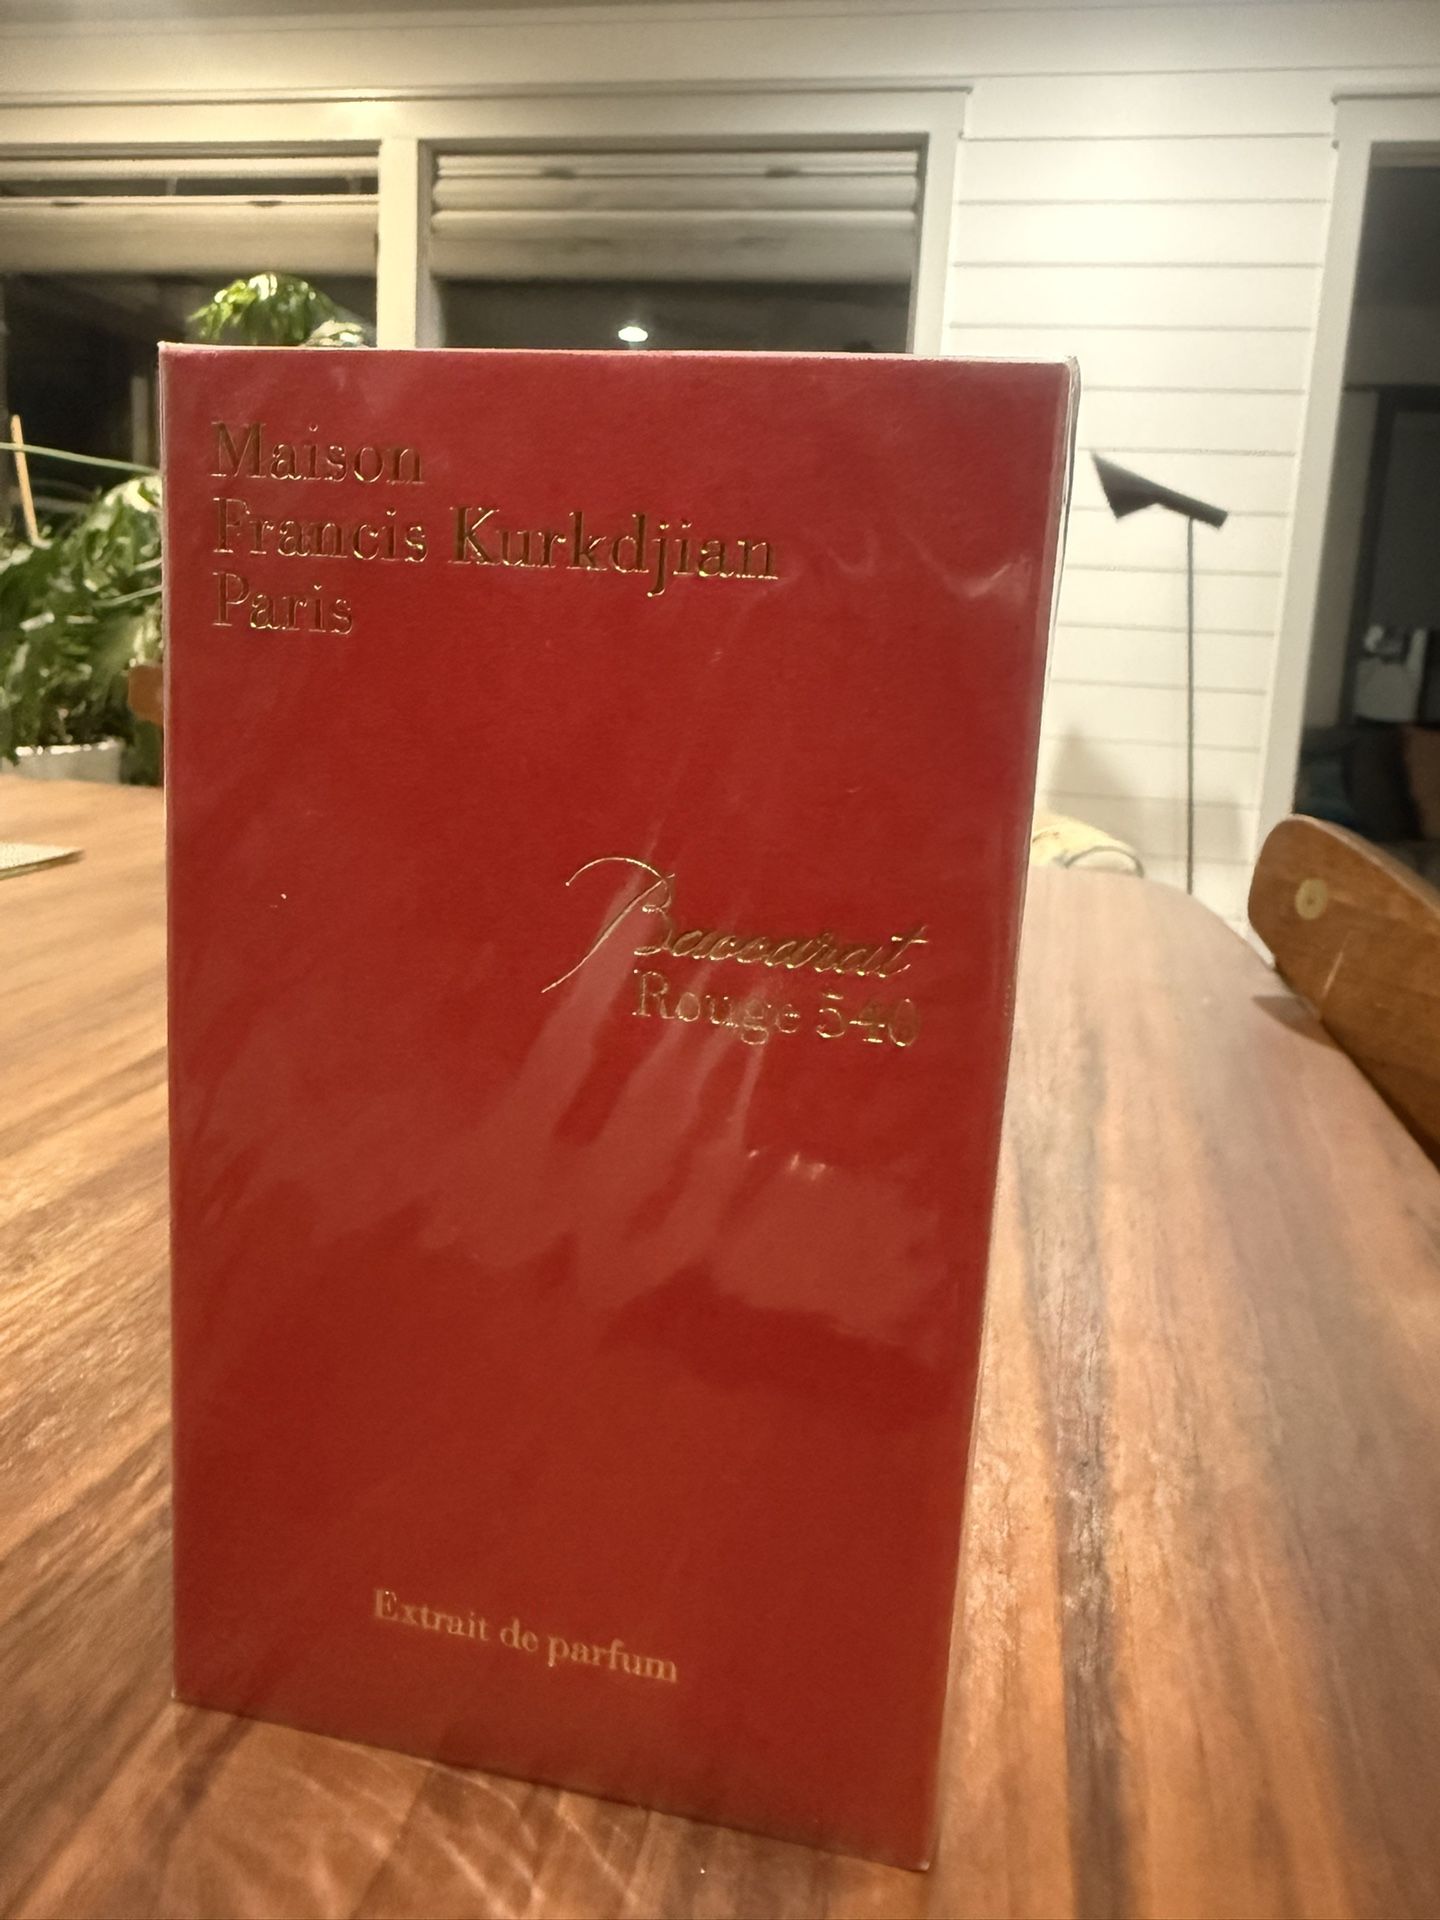 Maison
Francis Kurkdjian
Paris
Baccarat
Rouge 540
Extrait de parfum